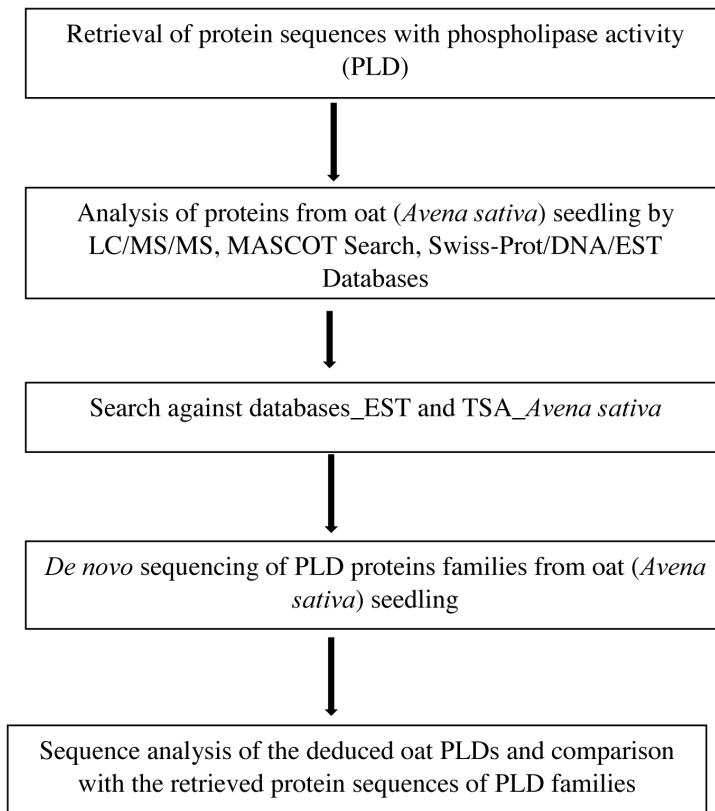 Retrieval of protein sequences with phospholipase activity
(PLD)
Analysis of proteins from oat (Avena sativa) seedling by
LC/MS/MS, MASCOT Search, Swiss-Prot/DNA/EST
Databases
Search against databases_EST and TSA_Avena sativa
De novo sequencing of PLD proteins families from oat (Avena
sativa) seedling
Sequence analysis of the deduced oat PLDs and comparison
with the retrieved protein sequences of PLD families